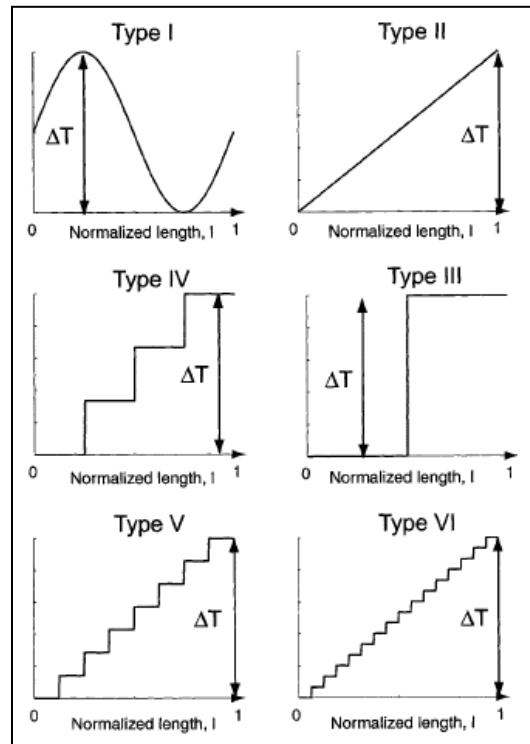 Type I
ΔT
0
Normalized length, l
1
Type II
ΔT
0
Normalized length, l
1
Type IV
ΔT
0
Normalized length, l
1
Type III
ΔT
0
Normalized length, l
1
Type V
ΔT
0
Normalized length, l
1
Type VI
ΔT
0
Normalized length, l
1